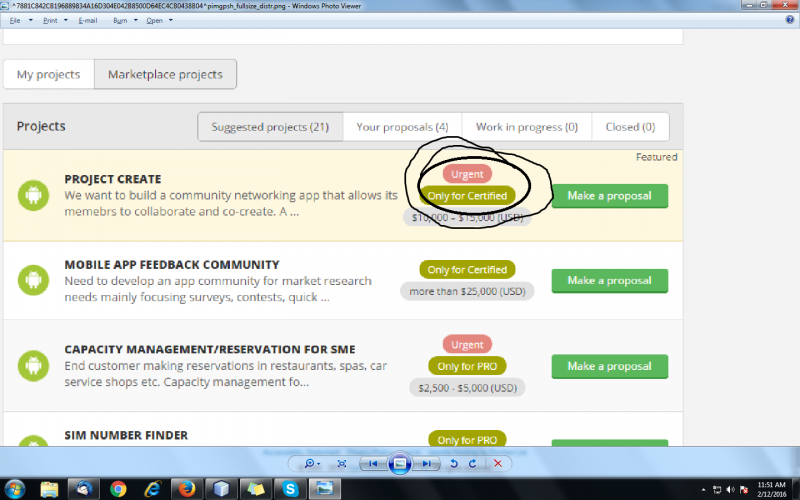 ^7881C842CB196889834A16D304E042B8500D64EC4CB0438B04^pimgpsh_fullsize_distr.png - Windows Photo Viewer
File Print E-mail Burn Open
My projects Marketplace projects
Projects Suggested projects (21) Your proposals (4) Work in progress (0) Closed (0)
Featured
PROJECT CREATE
We want to build a community networking app that allows its
memebrs to collaborate and co-create. A ...
Urgent
Only for Certified
$10,000 – $15,000 (USD)
Make a proposal
MOBILE APP FEEDBACK COMMUNITY
Need to develop an app community for market research
needs mainly focusing surveys, contests, quick ...
Only for Certified
more than $25,000 (USD)
Make a proposal
CAPACITY MANAGEMENT/RESERVATION FOR SME
End customer making reservations in restaurants, spas, car
service shops etc. Capacity management fo...
Urgent
Only for PRO
$2,500 - $5,000 (USD)
Make a proposal
SIM NUMBER FINDER
Only for PRO
11:51 AM
2/12/2016